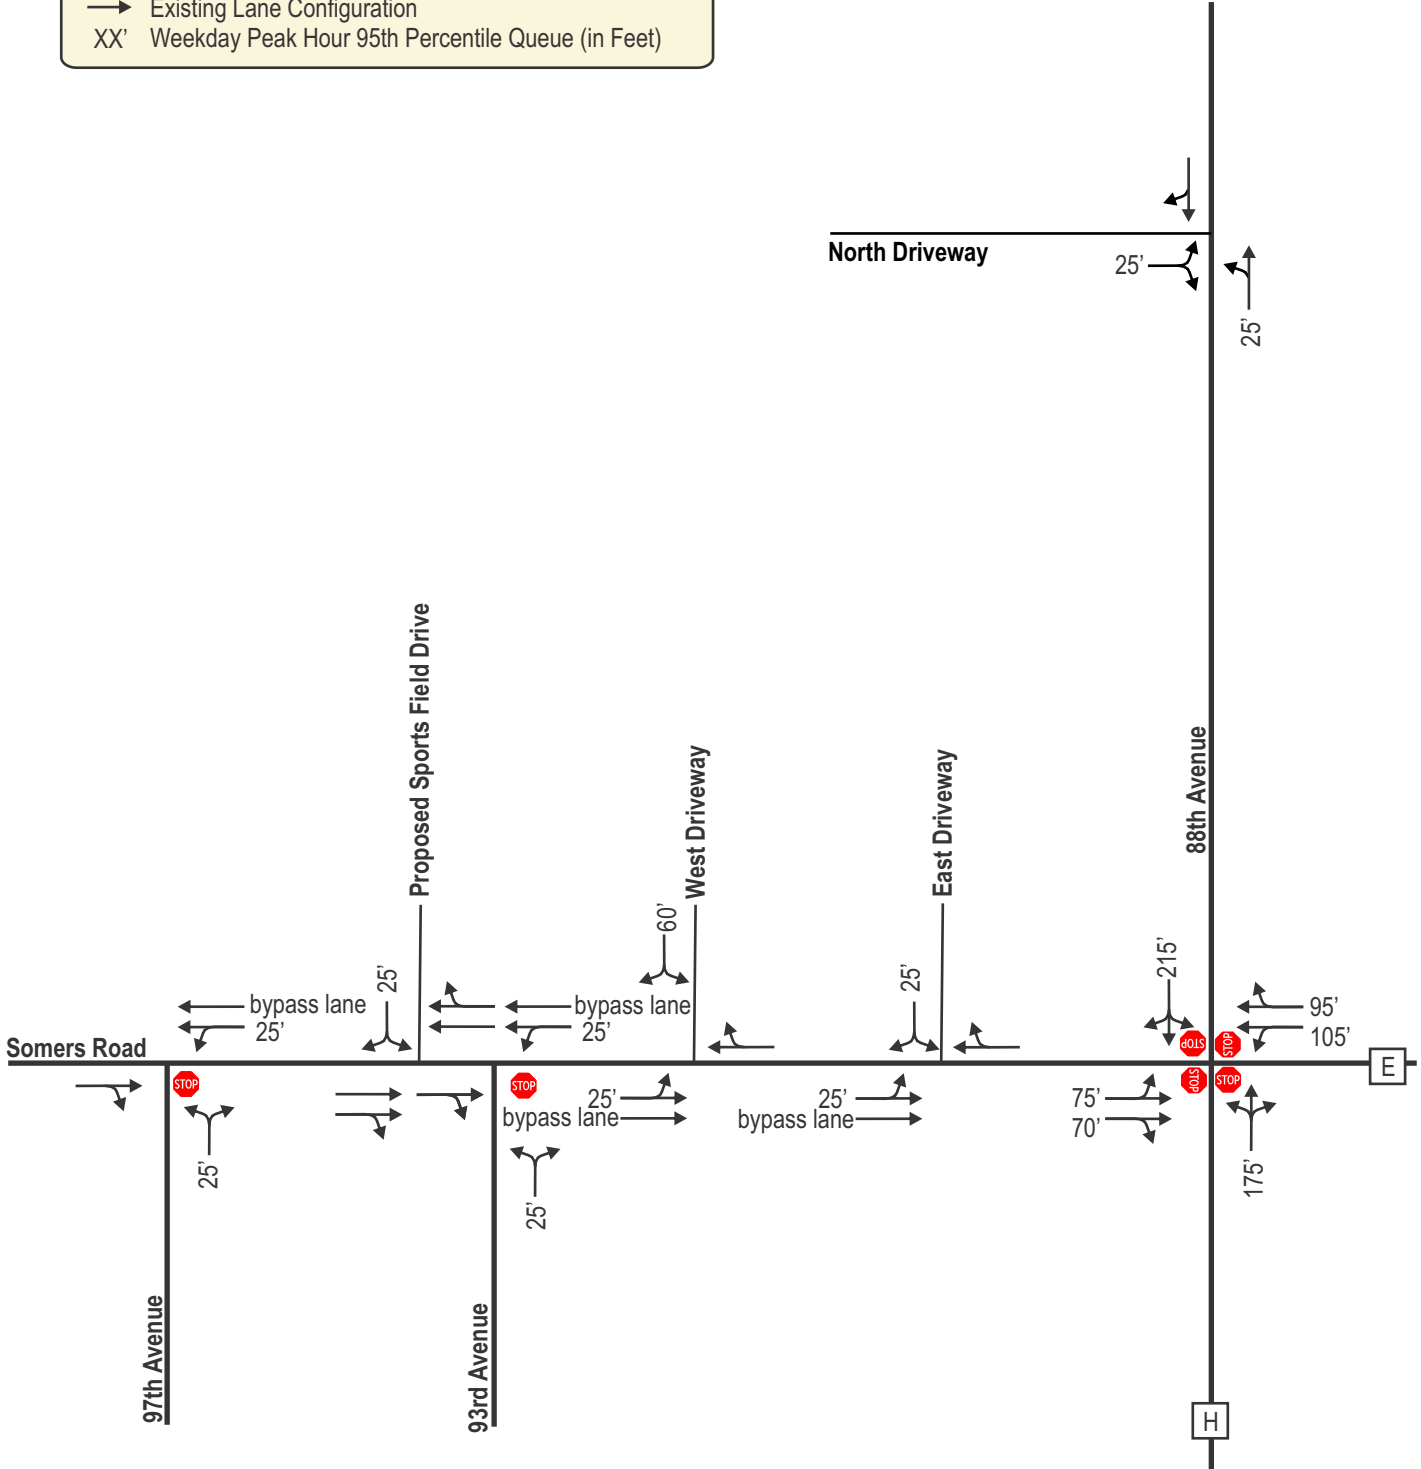 Existing Lane Configuration
XX' Weekday Peak Hour 95th Percentile Queue (in Feet)
North Driveway
25'
25'
Proposed Sports Field Drive
West Driveway
East Driveway
88th Avenue
60'
25'
25'
215'
bypass lane
25'
bypass lane
25'
95'
105'
Somers Road
E
STOP
STOP
STOP
STOP
STOP
STOP
25'
bypass lane
25'
bypass lane
75'
70'
25'
25'
175'
97th Avenue
93rd Avenue
H